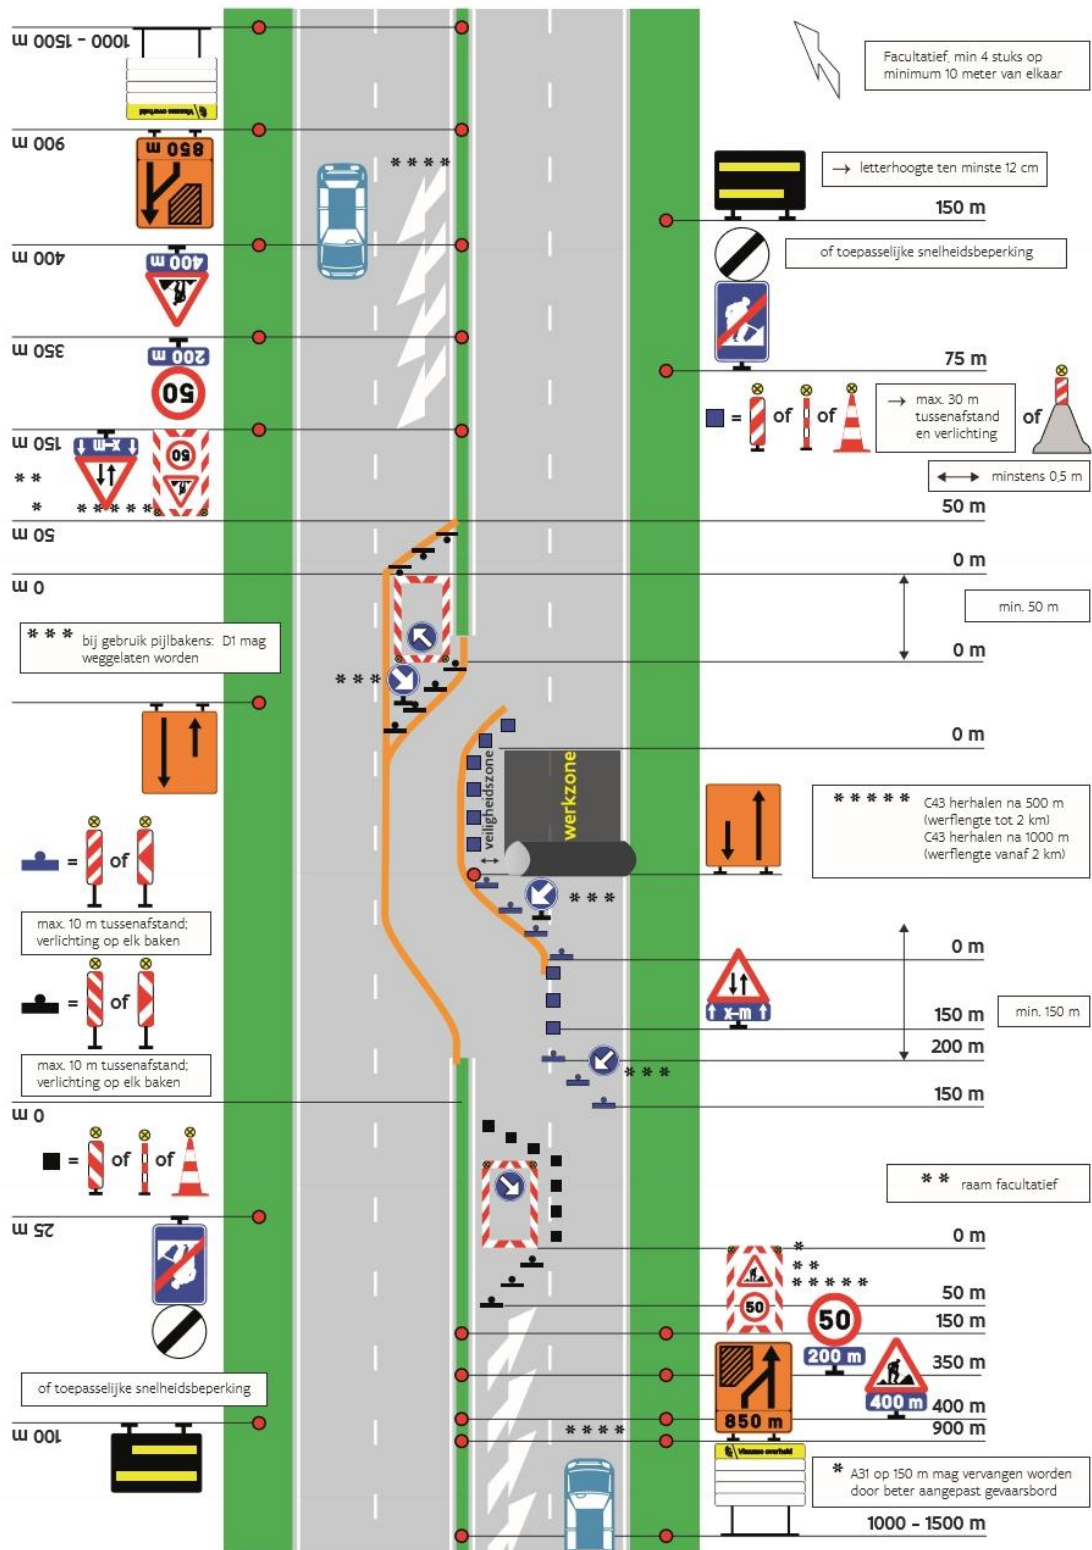 1000 - 1500 m
Vlaamse overheid
900 m
850 m
400 m
400 m
350 m
200 m
50
150 m
x-m
50
* *
*
* * * * *
50 m
0 m
* * * bij gebruik pijlbakens: D1 mag
weggelaten worden
= of
max. 10 m tussenafstand;
verlichting op elk baken
= of
max. 10 m tussenafstand;
verlichting op elk baken
0 m
= of of
25 m
of toepasselijke snelheidsbeperking
100 m
* * * *
* * *
veiligheidszone
werkzone
* * *
* * *
* * * *
Facultatief, min 4 stuks op
minimum 10 meter van elkaar
→ letterhoogte ten minste 12 cm
150 m
of toepasselijke snelheidsbeperking
75 m
= of of
→ max. 30 m
tussenafstand
en verlichting
of
minstens 0,5 m
50 m
0 m
min. 50 m
0 m
0 m
* * * * * C43 herhalen na 500 m
(werflengte tot 2 km)
C43 herhalen na 1000 m
(werflengte vanaf 2 km)
0 m
x-m
150 m
min. 150 m
200 m
150 m
* * raam facultatief
0 m
*
* *
* * * * *
50
50 m
50
150 m
200 m
350 m
400 m
400 m
850 m
900 m
Vlaamse overheid
* A31 op 150 m mag vervangen worden
door beter aangepast gevaarsbord
1000 - 1500 m